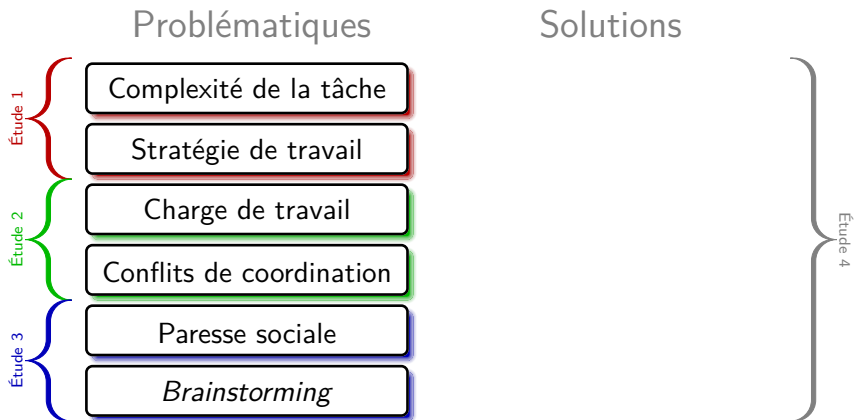 Problématiques
Solutions
Étude 1
Complexité de la tâche
Stratégie de travail
Étude 2
Charge de travail
Conflits de coordination
Étude 3
Paresse sociale
Brainstorming
Étude 4